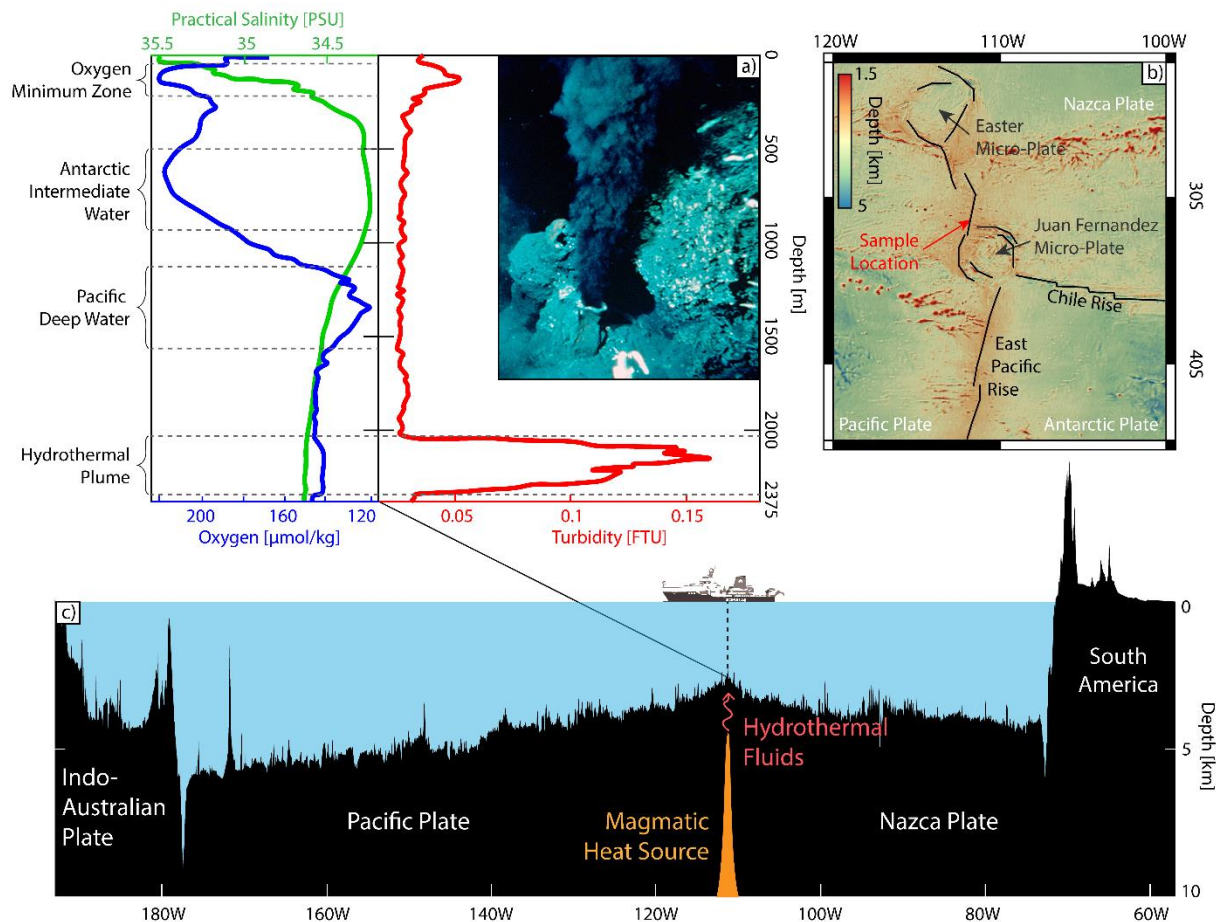 Practical Salinity [PSU]
35.5 35 34.5
Oxygen
Minimum Zone
Antarctic
Intermediate
Water
Pacific
Deep Water
Hydrothermal
Plume
200 160 120
Oxygen [µmol/kg]
a)
0
500
1000
1500
2000
2375
Depth [m]
0.05 0.1 0.15
Turbidity [FTU]
120W 110W 100W
b)
1.5
Depth [km]
5
Nazca Plate
Easter
Micro-Plate
30S
Sample
Location
Juan Fernandez
Micro-Plate
Chile Rise
East
Pacific
Rise
40S
Pacific Plate
Antarctic Plate
c)
0
5
10
Depth [km]
South
America
Hydrothermal
Fluids
Indo-
Australian
Plate
Pacific Plate
Magmatic
Heat Source
Nazca Plate
180W 160W 140W 120W 100W 80W 60W